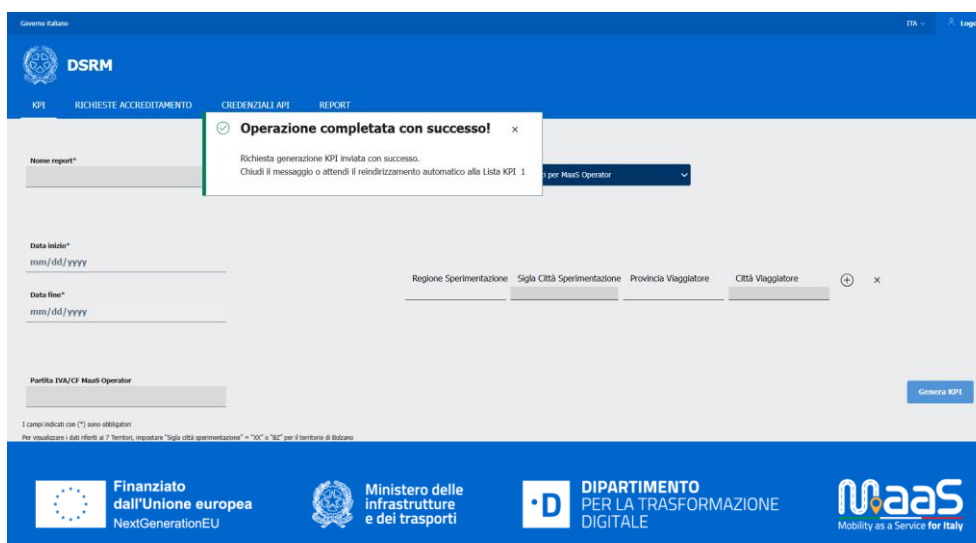 Governo Italiano
ITA
DSRM
KPI RICHIESTE ACCREDITAMENTO CREDENZIALI API REPORT
Operazione completata con successo!
Richiesta generazione KPI inviata con successo.
Chiudi il messaggio o attendi il reindirizzamento automatico alla Lista KPI 1
Nome report*
per MaaS Operator
Data inizio*
mm/dd/yyyy
Regione Sperimentazione Sigla Città Sperimentazione Provincia Viaggiatore Città Viaggiatore
Data fine*
mm/dd/yyyy
Partita IVA/CF MaaS Operator
Genera KPI
I campi indicati con (*) sono obbligatori
Per visualizzare i dati riferiti ai 7 Territori, impostare "Sigla città sperimentazione" = "XX" o "BZ" per il territorio di Bolzano
Finanziato
dall'Unione europea
NextGenerationEU
Ministero delle
infrastrutture
e dei trasporti
·D
DIPARTIMENTO
PER LA TRASFORMAZIONE
DIGITALE
MaaS
Mobility as a Service for Italy